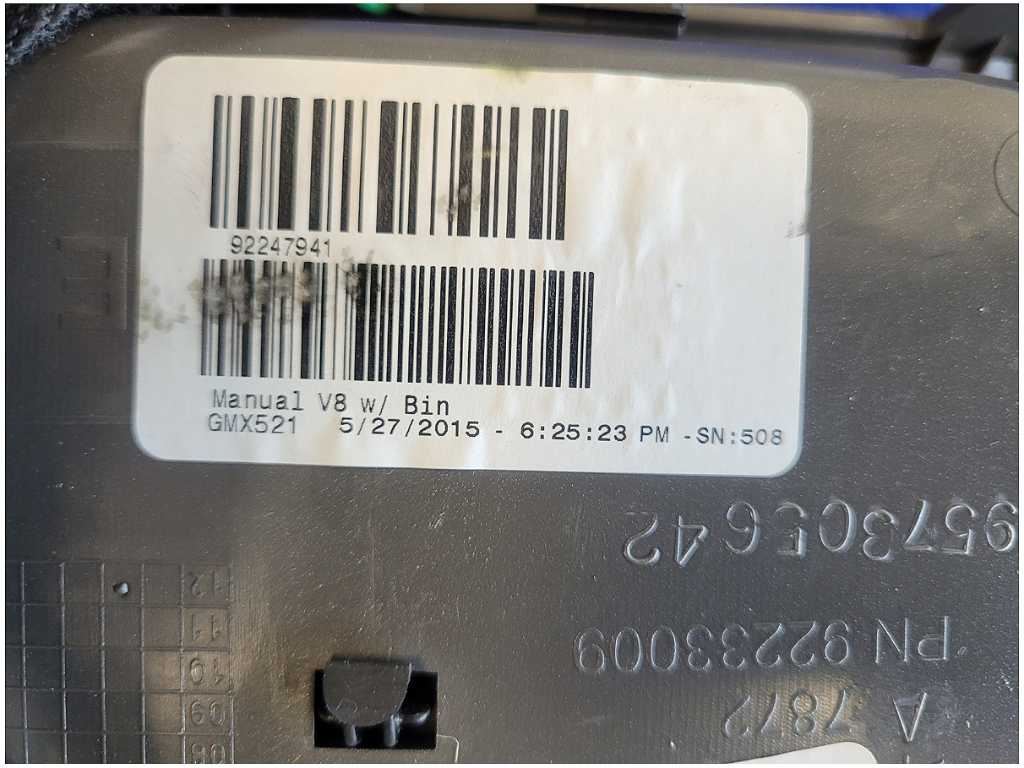 92247941
Manual V8 w/ Bin
GMX521 5/27/2015 - 6:25:23 PM -SN:508
957305642
PN 92233009
A 7872
12
11
10
09
08